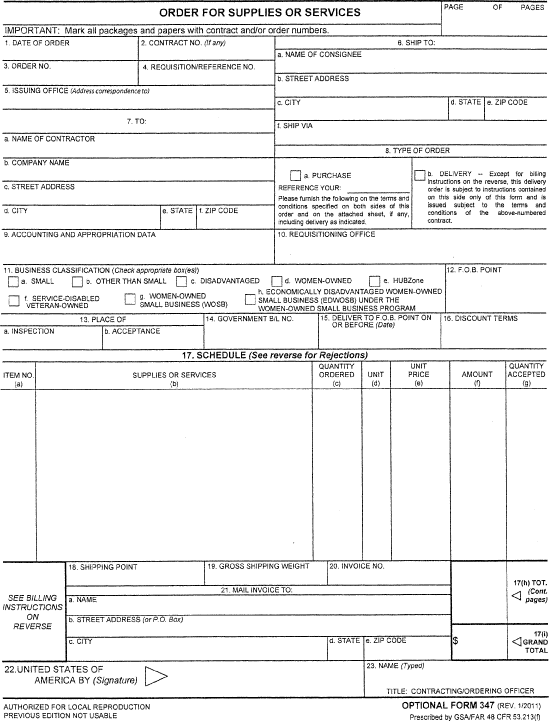 ORDER FOR SUPPLIES OR SERVICES
PAGE OF PAGES
IMPORTANT: Mark all packages and papers with contract and/or order numbers.
1. DATE OF ORDER
2. CONTRACT NO. (If any)
6. SHIP TO:
a. NAME OF CONSIGNEE
3. ORDER NO.
4. REQUISITION/REFERENCE NO.
b. STREET ADDRESS
5. ISSUING OFFICE (Address correspondence to)
c. CITY
d. STATE
e. ZIP CODE
7. TO:
f. SHIP VIA
a. NAME OF CONTRACTOR
8. TYPE OF ORDER
b. COMPANY NAME
c. STREET ADDRESS
d. CITY
e. STATE
f. ZIP CODE
a. PURCHASE
REFERENCE YOUR:
Please furnish the following on the terms and
conditions specified on both sides of this
order and on the attached sheet, if any,
including delivery as indicated.
b. DELIVERY -- Except for billing
instructions on the reverse, this delivery
order is subject to instructions contained
on this side only of this form and is
issued subject to the terms and
conditions of the above-numbered
contract.
9. ACCOUNTING AND APPROPRIATION DATA
10. REQUISITIONING OFFICE
11. BUSINESS CLASSIFICATION (Check appropriate box(es))
12. F.O.B. POINT
a. SMALL
b. OTHER THAN SMALL
c. DISADVANTAGED
d. WOMEN-OWNED
e. HUBZone
f. SERVICE-DISABLED
VETERAN-OWNED
g. WOMEN-OWNED
SMALL BUSINESS (WOSB)
h. ECONOMICALLY DISADVANTAGED WOMEN-OWNED
SMALL BUSINESS (EDWOSB) UNDER THE
WOMEN-OWNED SMALL BUSINESS PROGRAM
13. PLACE OF
a. INSPECTION
b. ACCEPTANCE
14. GOVERNMENT B/L NO.
15. DELIVER TO F.O.B. POINT ON
OR BEFORE (Date)
16. DISCOUNT TERMS
17. SCHEDULE (See reverse for Rejections)
ITEM NO.
(a)
SUPPLIES OR SERVICES
(b)
QUANTITY
ORDERED
(c)
UNIT
(d)
UNIT
PRICE
(e)
AMOUNT
(f)
QUANTITY
ACCEPTED
(g)
18. SHIPPING POINT
19. GROSS SHIPPING WEIGHT
20. INVOICE NO.
SEE BILLING
INSTRUCTIONS
ON
REVERSE
21. MAIL INVOICE TO:
a. NAME
b. STREET ADDRESS (or P.O. Box)
c. CITY
d. STATE
e. ZIP CODE
17(h) TOT.
(Cont.
pages)
$
17(i)
GRAND
TOTAL
22. UNITED STATES OF
AMERICA BY (Signature)
23. NAME (Typed)
TITLE: CONTRACTING/ORDERING OFFICER
AUTHORIZED FOR LOCAL REPRODUCTION
PREVIOUS EDITION NOT USABLE
OPTIONAL FORM 347 (REV. 1/2011)
Prescribed by GSA/FAR 48 CFR 53.213(f)